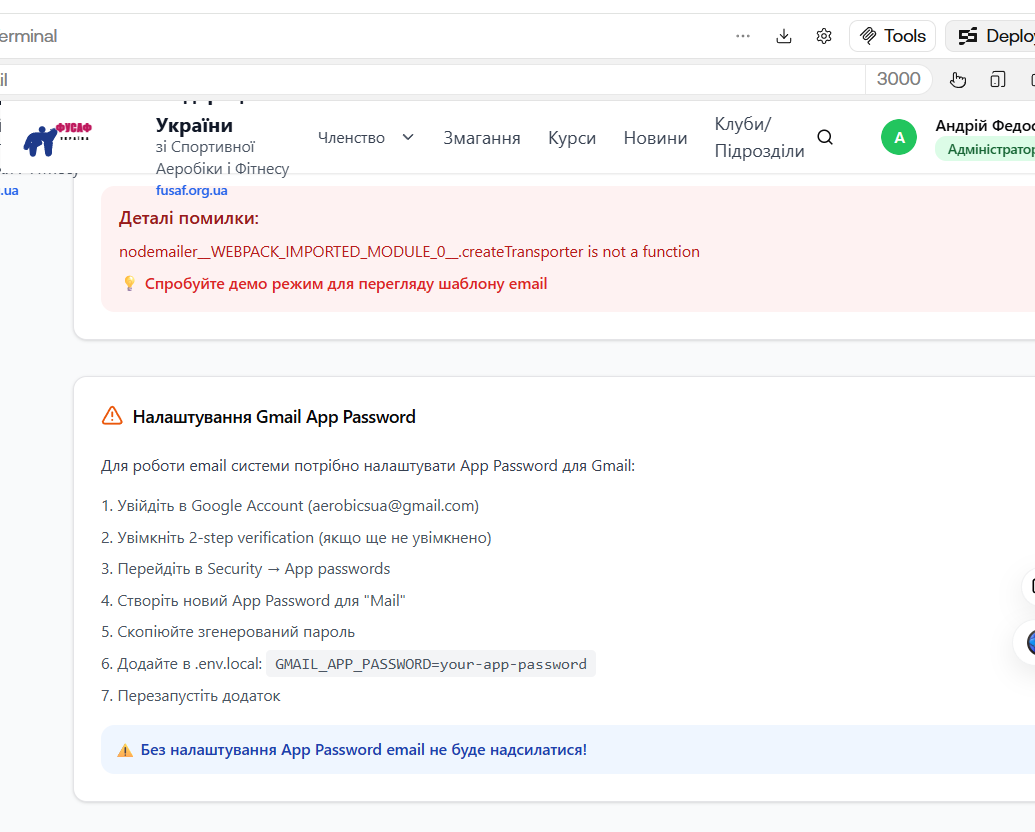 erminal
Tools
Deplo
il
3000
ФУСАФ
УКРАЇНА
України
зі Спортивної
Аеробіки і Фітнесу
fusaf.org.ua
.ua
Членство
Змагання
Курси
Новини
Клуби/
Підрозділи
А
Андрій Федос
Адміністратор
Деталі помилки:
nodemailer__WEBPACK_IMPORTED_MODULE_0__.createTransporter is not a function
💡 Спробуйте демо режим для перегляду шаблону email
Налаштування Gmail App Password
Для роботи email системи потрібно налаштувати App Password для Gmail:
1. Увійдіть в Google Account (aerobicsua@gmail.com)
2. Увімкніть 2-step verification (якщо ще не увімкнено)
3. Перейдіть в Security → App passwords
4. Створіть новий App Password для "Mail"
5. Скопіюйте згенерований пароль
6. Додайте в .env.local: GMAIL_APP_PASSWORD=your-app-password
7. Перезапустіть додаток
⚠️ Без налаштування App Password email не буде надсилатися!